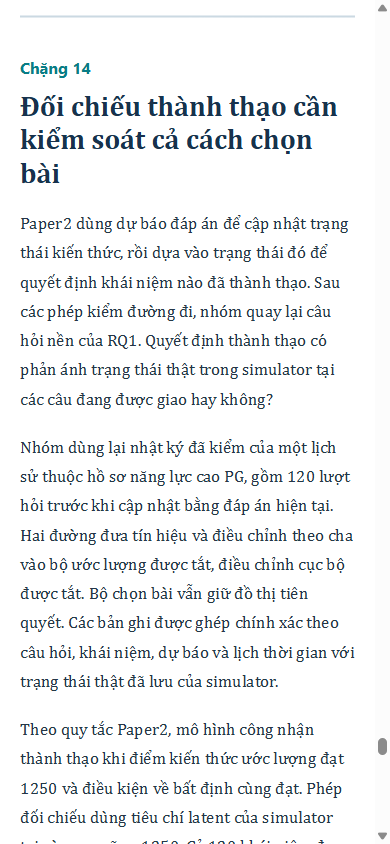 Chặng 14
Đối chiếu thành thạo cần
kiểm soát cả cách chọn
bài
Paper2 dùng dự báo đáp án để cập nhật trạng
thái kiến thức, rồi dựa vào trạng thái đó để
quyết định khái niệm nào đã thành thạo. Sau
các phép kiểm đường đi, nhóm quay lại câu
hỏi nền của RQ1. Quyết định thành thạo có
phản ánh trạng thái thật trong simulator tại
các câu đang được giao hay không?
Nhóm dùng lại nhật ký đã kiểm của một lịch
sử thuộc hồ sơ năng lực cao PG, gồm 120 lượt
hỏi trước khi cập nhật bằng đáp án hiện tại.
Hai đường đưa tín hiệu và điều chỉnh theo cha
vào bộ ước lượng được tắt, điều chỉnh cục bộ
được tắt. Bộ chọn bài vẫn giữ đồ thị tiên
quyết. Các bản ghi được ghép chính xác theo
câu hỏi, khái niệm, dự báo và lịch thời gian với
trạng thái thật đã lưu của simulator.
Theo quy tắc Paper2, mô hình công nhận
thành thạo khi điểm kiến thức ước lượng đạt
1250 và điều kiện về bất định cùng đạt. Phép
đối chiếu dùng tiêu chí latent của simulator